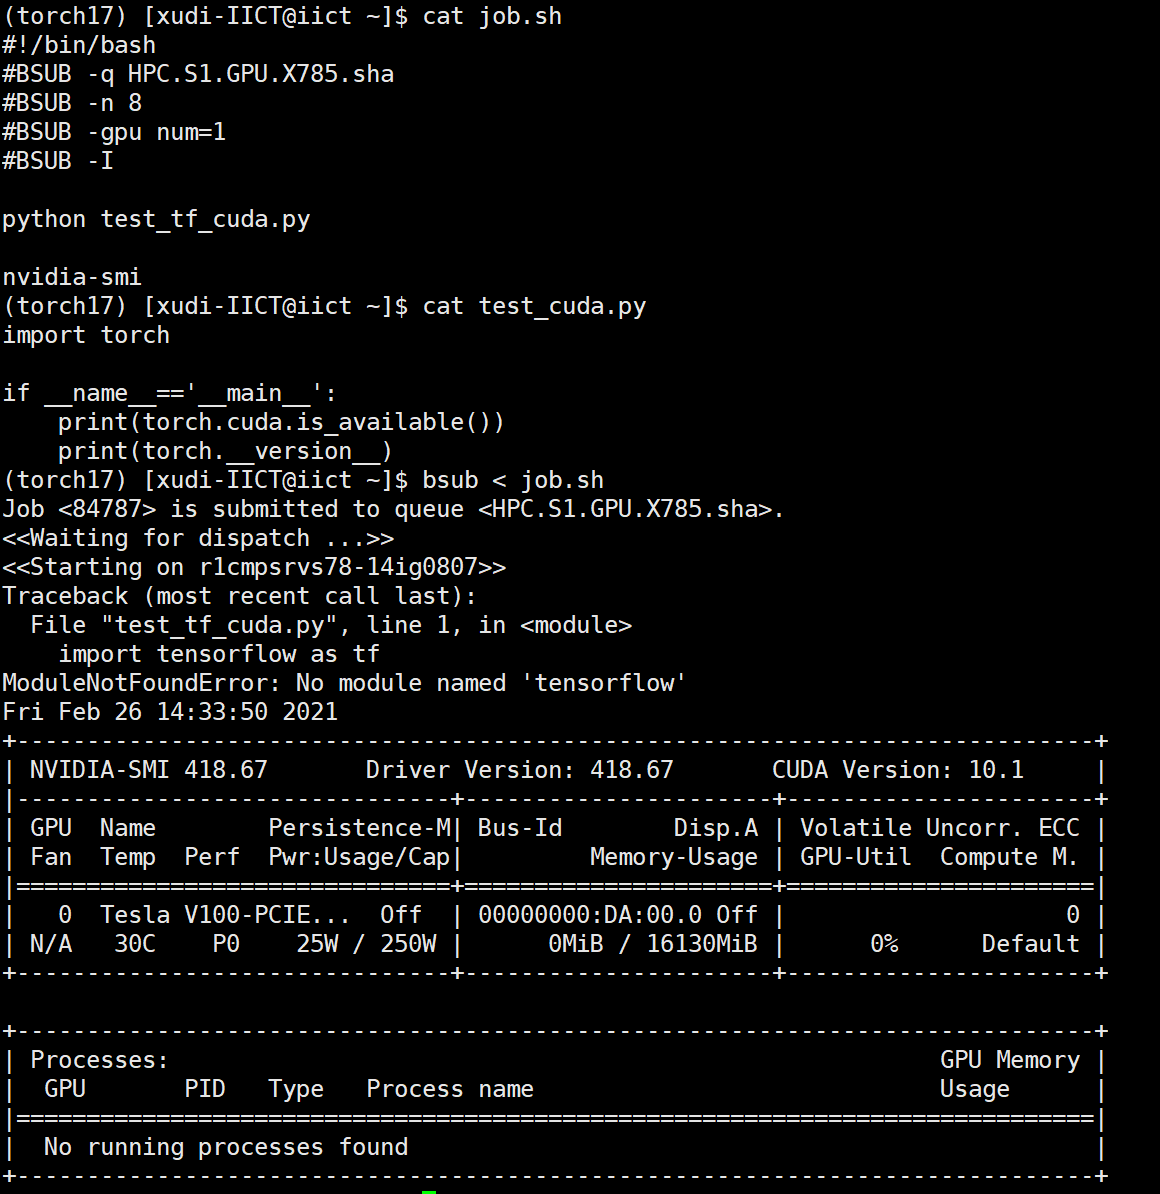 (torch17) [xudi-IICT@iict ~]$ cat job.sh
#!/bin/bash
#BSUB -q HPC.S1.GPU.X785.sha
#BSUB -n 8
#BSUB -gpu num=1
#BSUB -I

python test_tf_cuda.py

nvidia-smi
(torch17) [xudi-IICT@iict ~]$ cat test_cuda.py
import torch

if __name__=='__main__':
    print(torch.cuda.is_available())
    print(torch.__version__)
(torch17) [xudi-IICT@iict ~]$ bsub < job.sh
Job <84787> is submitted to queue <HPC.S1.GPU.X785.sha>.
<<Waiting for dispatch ...>>
<<Starting on r1cmpsrvs78-14ig0807>>
Traceback (most recent call last):
  File "test_tf_cuda.py", line 1, in <module>
    import tensorflow as tf
ModuleNotFoundError: No module named 'tensorflow'
Fri Feb 26 14:33:50 2021
+-----------------------------------------------------------------------------+
| NVIDIA-SMI 418.67       Driver Version: 418.67       CUDA Version: 10.1     |
|-------------------------------+----------------------+----------------------+
| GPU  Name        Persistence-M| Bus-Id        Disp.A | Volatile Uncorr. ECC |
| Fan  Temp  Perf  Pwr:Usage/Cap|         Memory-Usage | GPU-Util  Compute M. |
|===============================+======================+======================|
|   0  Tesla V100-PCIE...  Off  | 00000000:DA:00.0 Off |                    0 |
| N/A   30C    P0    25W / 250W |      0MiB / 16130MiB |      0%      Default |
+-------------------------------+----------------------+----------------------+

+-----------------------------------------------------------------------------+
| Processes:                                                       GPU Memory |
|  GPU       PID   Type   Process name                             Usage      |
|=============================================================================|
|  No running processes found                                                 |
+-----------------------------------------------------------------------------+